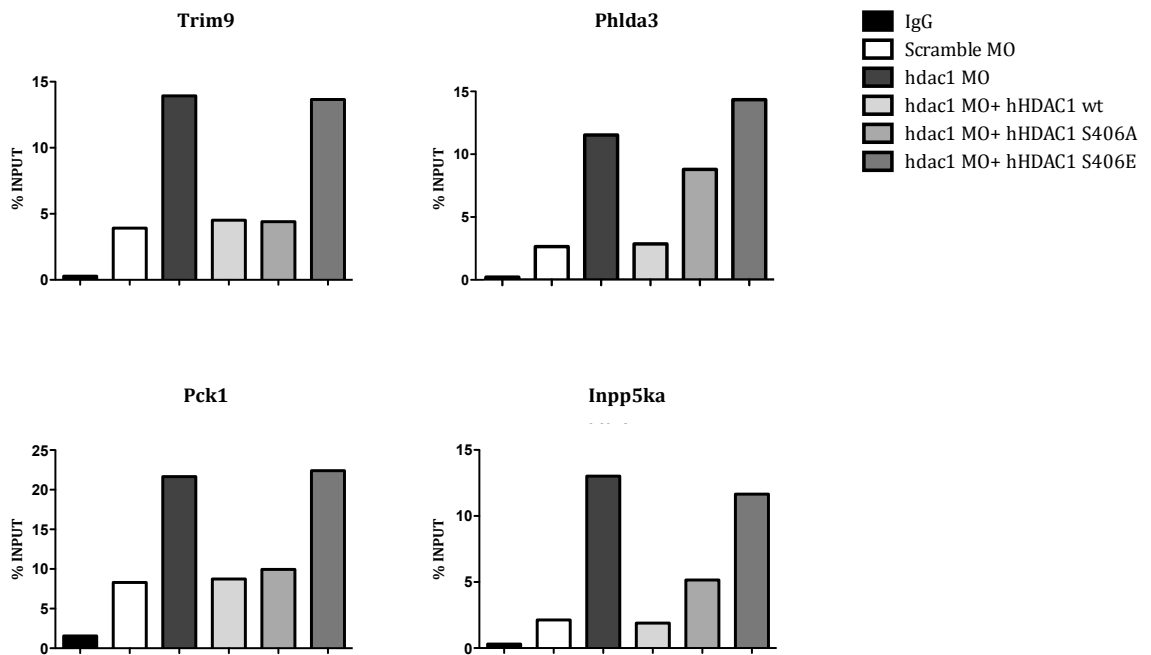 Trim9
% INPUT
15
10
5
0
Phlda3
% INPUT
15
10
5
0
IgG
Scramble MO
hdac1 MO
hdac1 MO+ hHDAC1 wt
hdac1 MO+ hHDAC1 S406A
hdac1 MO+ hHDAC1 S406E
Pck1
% INPUT
25
20
15
10
5
0
Inpp5ka
% INPUT
15
10
5
0